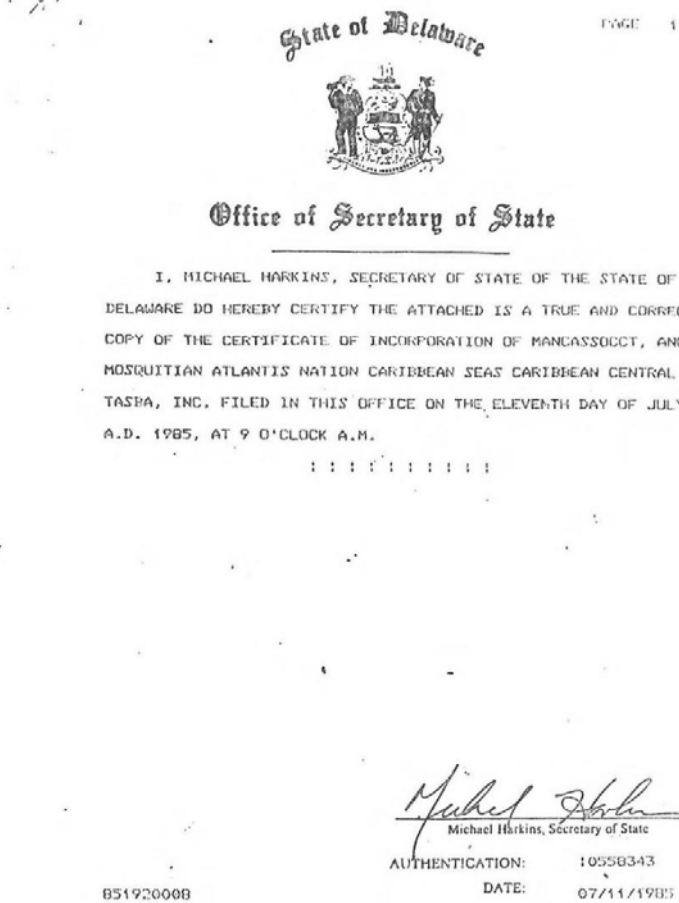 PAGE 1
State of Delaware
Office of Secretary of State
I, MICHAEL HARKINS, SECRETARY OF STATE OF THE STATE OF
DELAWARE DO HEREBY CERTIFY THE ATTACHED IS A TRUE AND CORREC
COPY OF THE CERTIFICATE OF INCORPORATION OF MANCASSOCCT, AND
MOSQUITIAN ATLANTIS NATION CARIBBEAN SEAS CARIBBEAN CENTRAL
TASBA, INC. FILED IN THIS OFFICE ON THE ELEVENTH DAY OF JULY
A.D. 1985, AT 9 O'CLOCK A.M.
: : : : : : : : : :
Michael Harkins, Secretary of State
AUTHENTICATION: 10558343
851920008
DATE: 07/11/1985